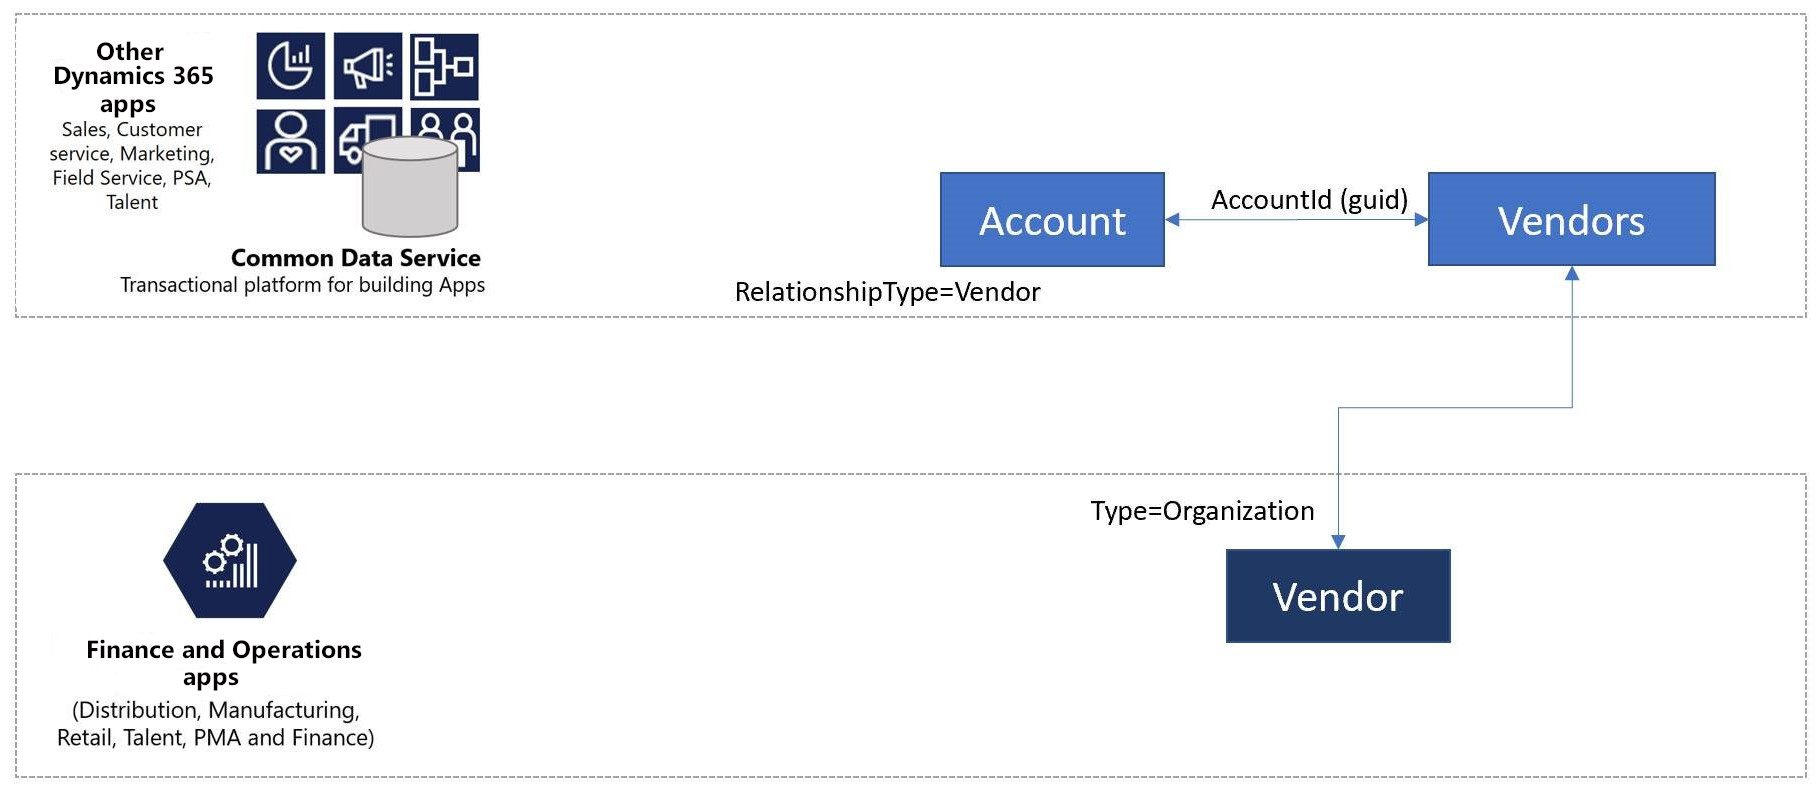 Other
Dynamics 365
apps
Sales, Customer
service, Marketing,
Field Service, PSA,
Talent
Common Data Service
Transactional platform for building Apps
Account
AccountId (guid)
Vendors
RelationshipType=Vendor
Type=Organization
Vendor
Finance and Operations
apps
(Distribution, Manufacturing,
Retail, Talent, PMA and Finance)